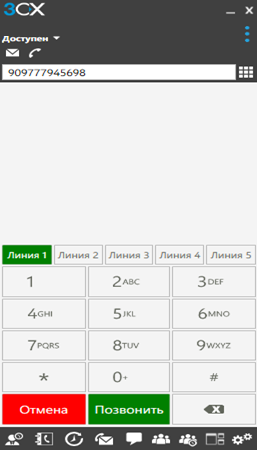 3CX
Доступен
909777945698
Линия 1 Линия 2 Линия 3 Линия 4 Линия 5
1 2ABC 3DEF
4GHI 5JKL 6MNO
7PQRS 8TUV 9WXYZ
* 0+ #
Отмена Позвонить